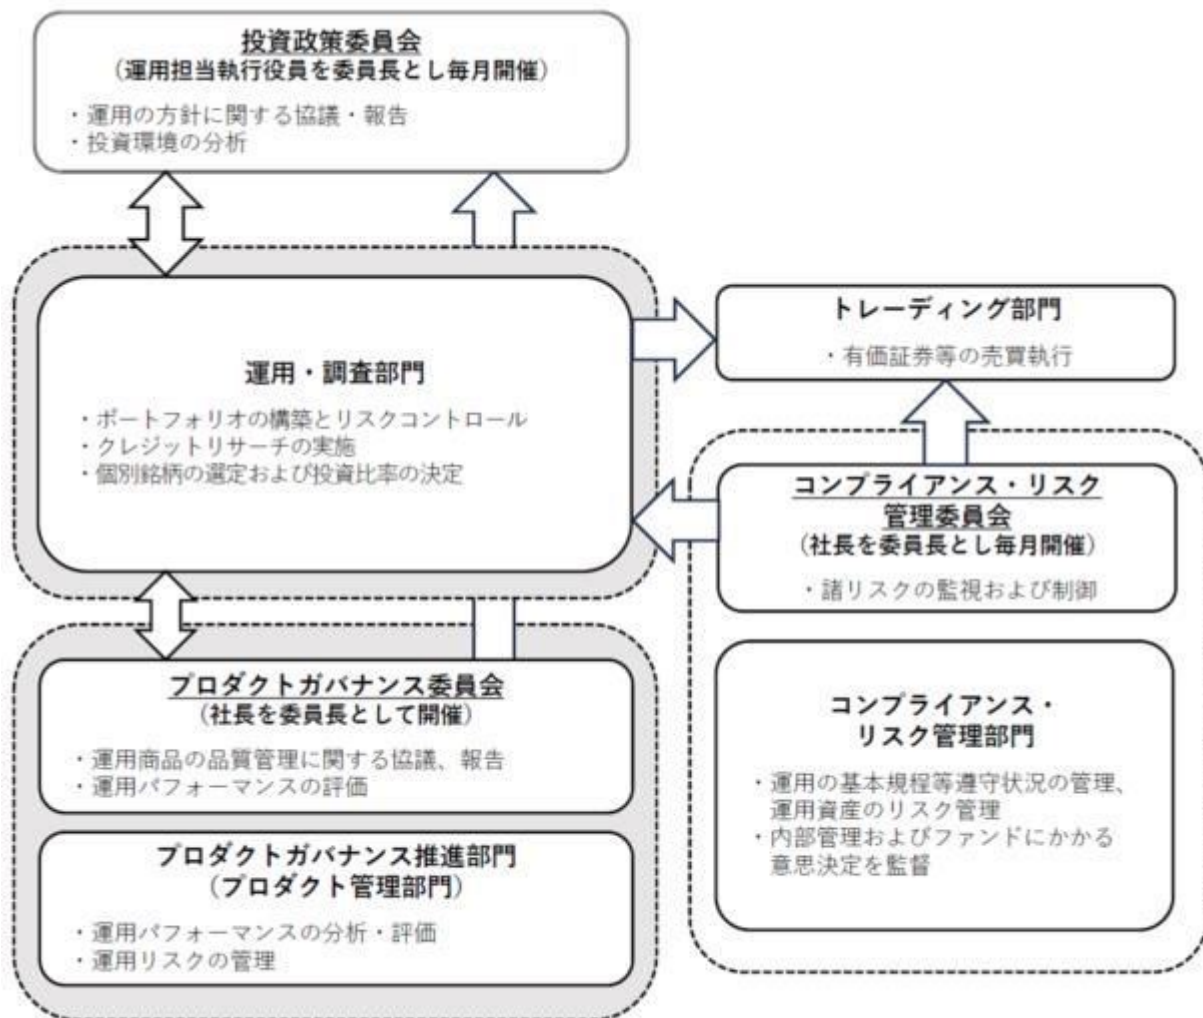 投資政策委員会
(運用担当執行役員を委員長とし毎月開催)
・運用の方針に関する協議・報告
・投資環境の分析
運用・調査部門
・ポートフォリオの構築とリスクコントロール
・クレジットリサーチの実施
・個別銘柄の選定および投資比率の決定
トレーディング部門
・有価証券等の売買執行
コンプライアンス・リスク
管理委員会
(社長を委員長とし毎月開催)
・諸リスクの監視および制御
コンプライアンス・
リスク管理部門
・運用の基本規程等遵守状況の管理、
運用資産のリスク管理
・内部管理およびファンドにかかる
意思決定を監督
プロダクトガバナンス委員会
(社長を委員長として開催)
・運用商品の品質管理に関する協議、報告
・運用パフォーマンスの評価
プロダクトガバナンス推進部門
(プロダクト管理部門)
・運用パフォーマンスの分析・評価
・運用リスクの管理